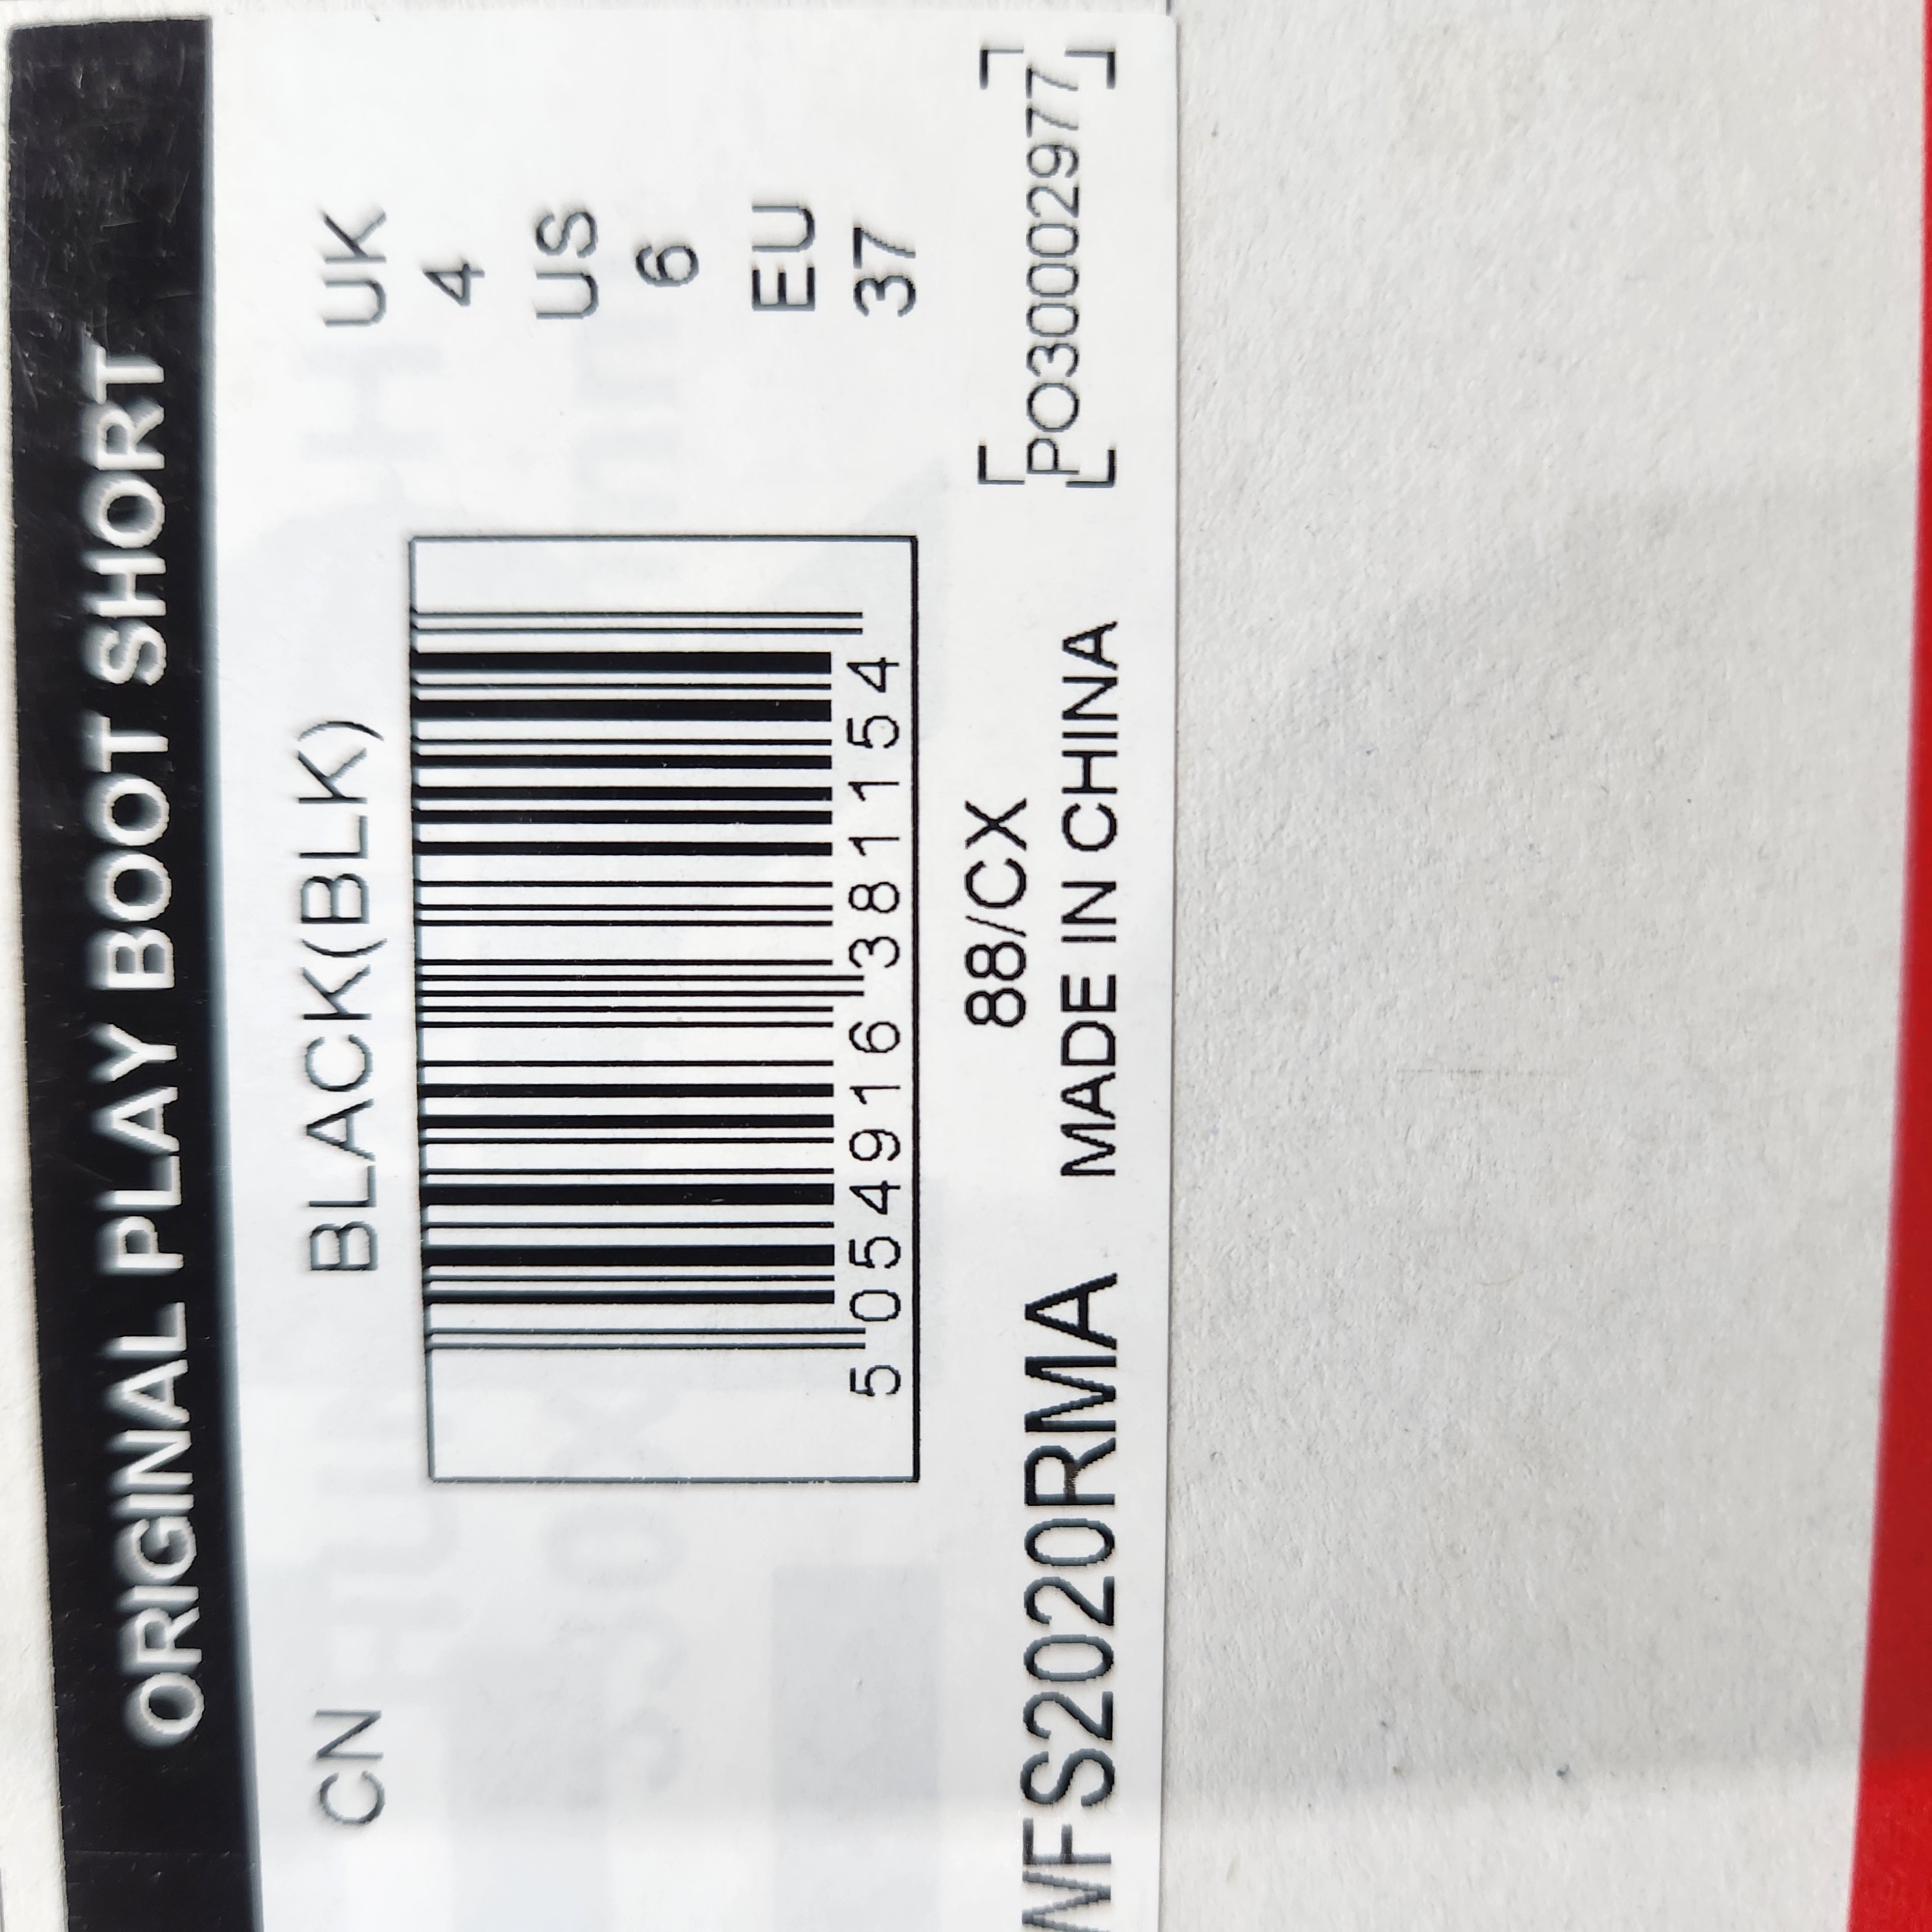 ORIGINAL PLAY BOOT SHORT
CN
BLACK(BLK)
UK
4
US
6
EU
37
5 054916 381154
88/CX
WFS2020RMA
MADE IN CHINA
[PO30002977]